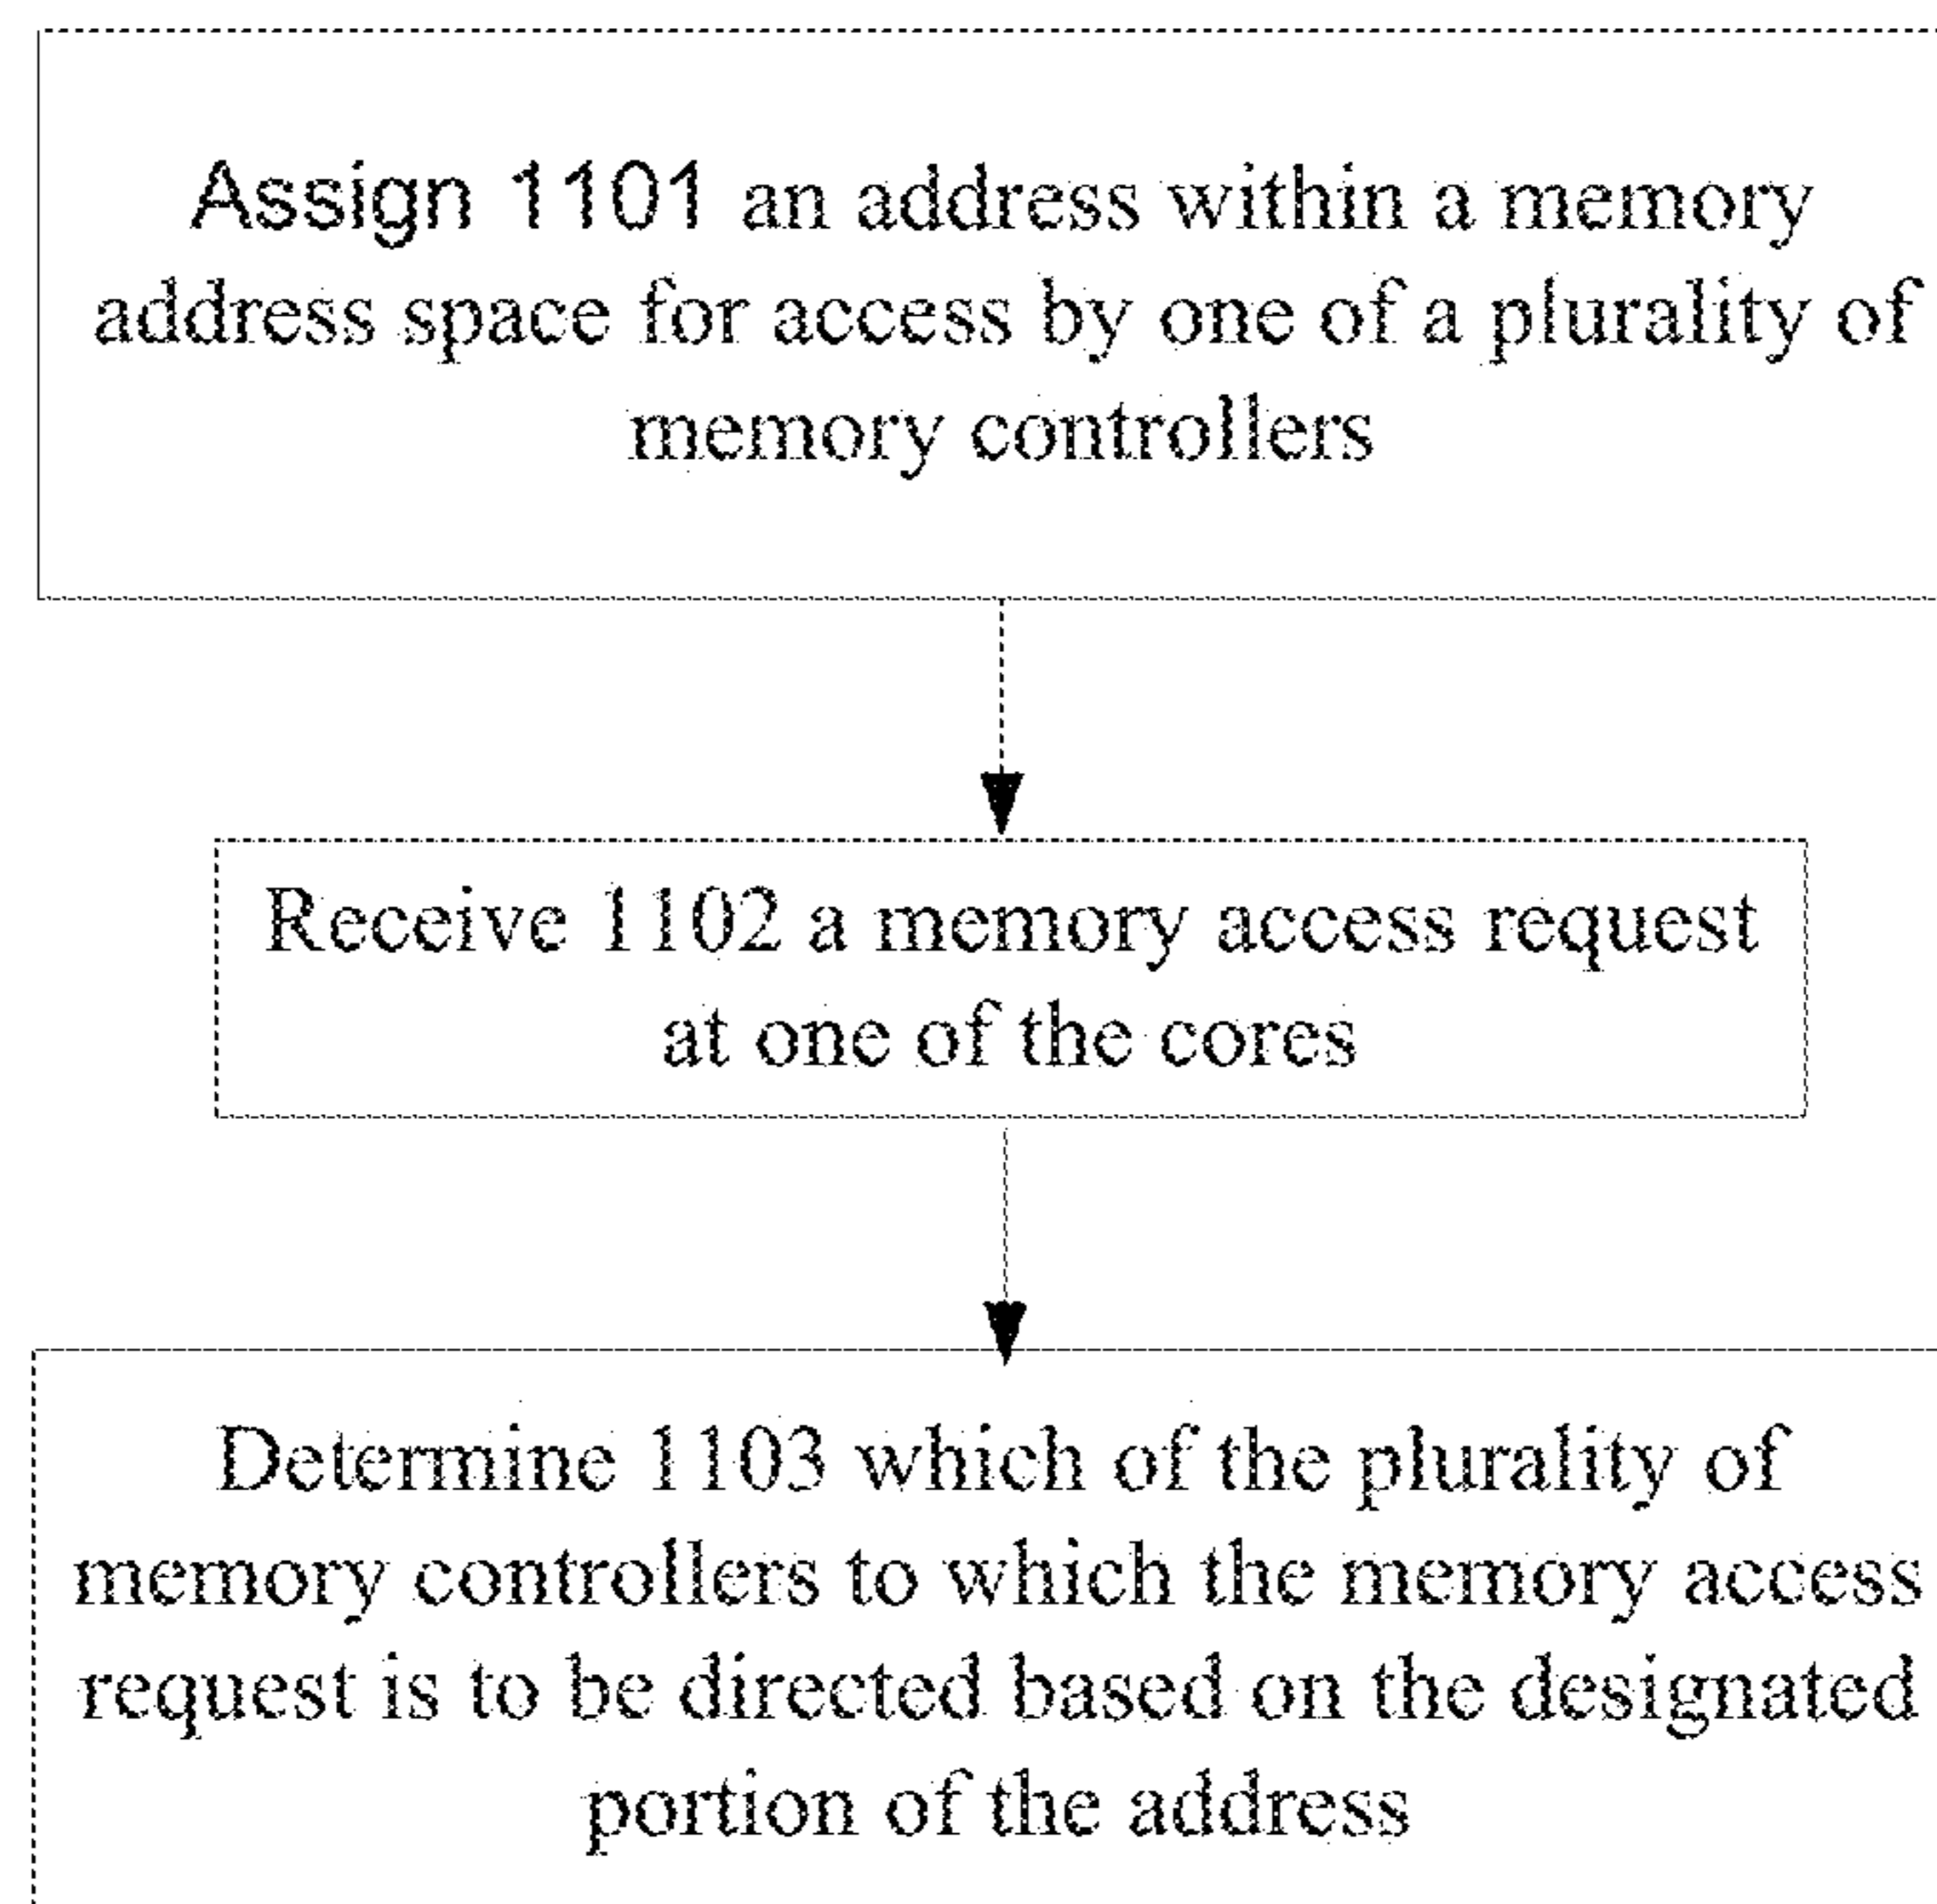 Assign 1101 an address within a memory
address space for access by one of a plurality of
memory controllers
Receive 1102 a memory access request
at one of the cores
Determine 1103 which of the plurality of
memory controllers to which the memory access
request is to be directed based on the designated
portion of the address